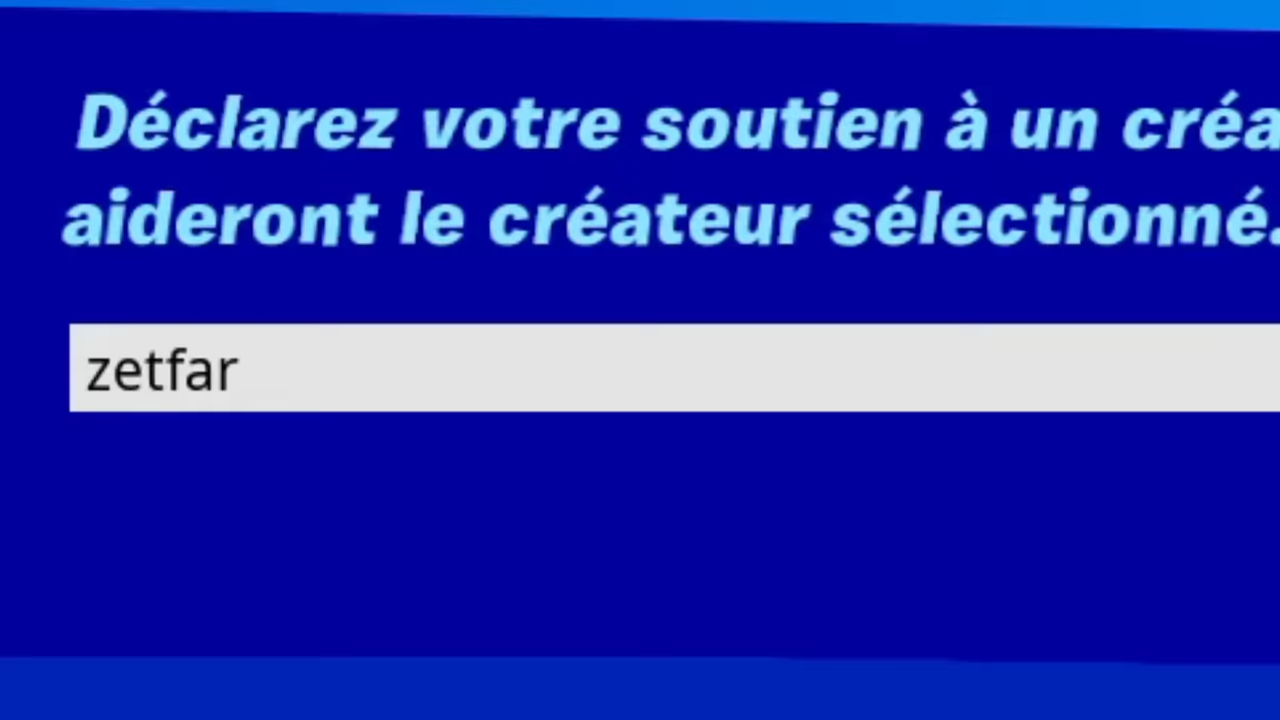 Déclarez votre soutien à un créa
aideront le créateur sélectionné.
zetfar